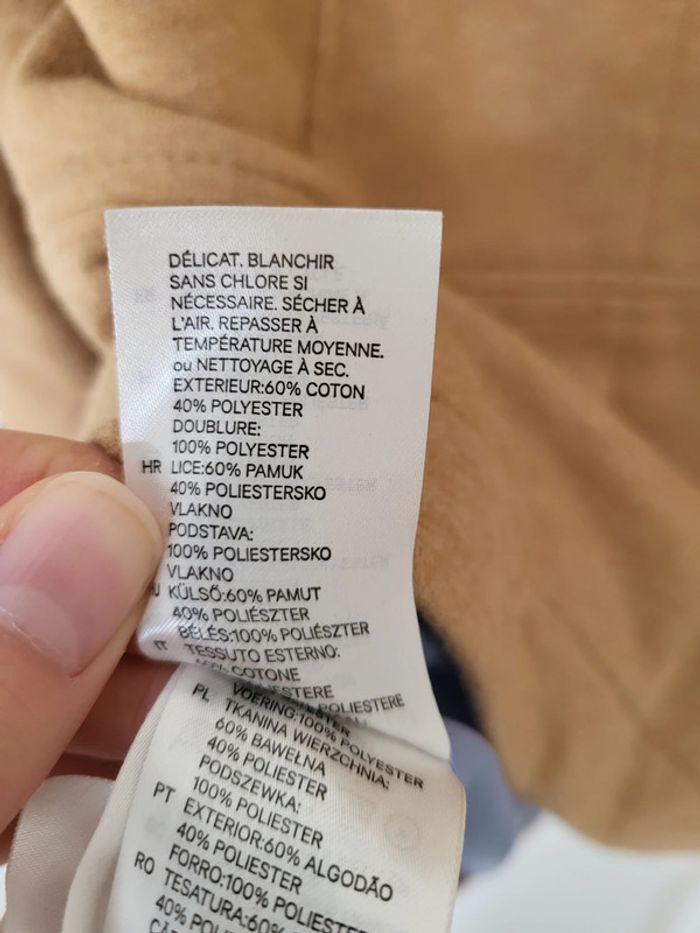 DÉLICAT. BLANCHIR
SANS CHLORE SI
NÉCESSAIRE. SÉCHER À
L'AIR. REPASSER À
TEMPÉRATURE MOYENNE.
ou NETTOYAGE À SEC.
EXTERIEUR:60% COTON
40% POLYESTER
DOUBLURE:
100% POLYESTER
HR LICE:60% PAMUK
40% POLIESTERSKO
VLAKNO
PODSTAVA:
100% POLIESTERSKO
VLAKNO
KÜLSŐ:60% PAMUT
40% POLIÉSZTER
BÉLÉS:100% POLIÉSZTER
IT TESSUTO ESTERNO:
COTONE
POLIESTERE
VOERING:100% POLYESTER
PL TKANINA WIERZCHNIA:
60% BAWEŁNA
40% POLIESTER
PODSZEWKA:
100% POLIESTER
PT EXTERIOR:60% ALGODÃO
40% POLIESTER
FORRO:100% POLIESTER
RO TESATURA:60%
40%